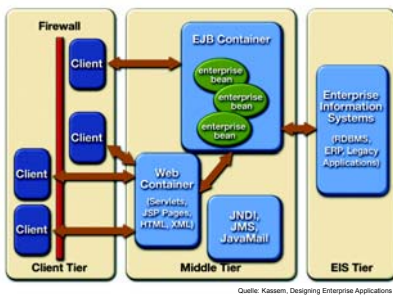 Firewall
Client
Client
Client
Client
Client Tier
EJB Container
enterprise
bean
enterprise
bean
enterprise
bean
Web
Container
(Servlets,
JSP Pages,
HTML, XML)
JNDI,
JMS,
JavaMail
Middle Tier
Enterprise
Information
Systems
(RDBMS,
ERP, Legacy
Applications)
EIS Tier
Quelle: Kassem, Designing Enterprise Applications